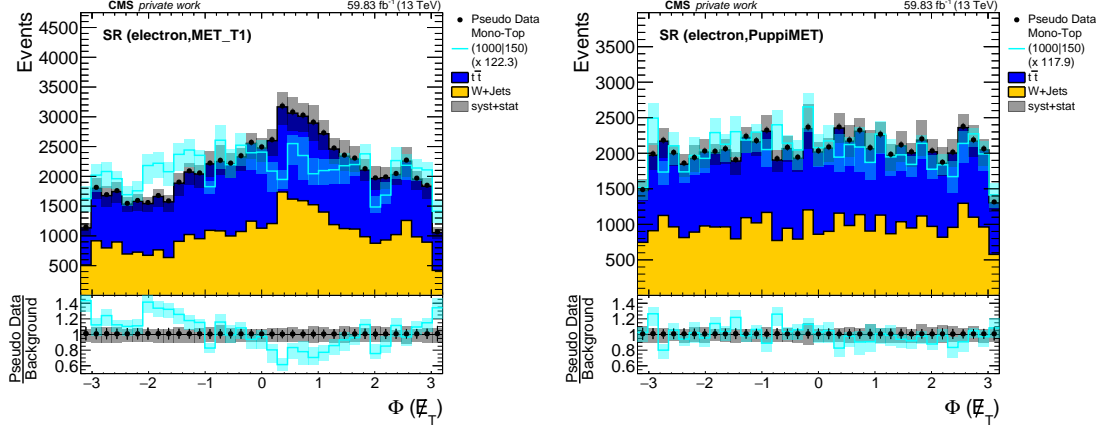 CMS private work 59.83 fb⁻¹ (13 TeV)
SR (electron,MET_T1)
Events
4500
4000
3500
3000
2500
2000
1500
1000
500
Pseudo Data
Mono-Top
(1000|150)
(x 122.3)
tt̅
W+Jets
syst+stat
Pseudo Data
Background
1.4
1.2
1
0.8
0.6
−3 −2 −1 0 1 2 3
Φ (E̸_T)
CMS private work 59.83 fb⁻¹ (13 TeV)
SR (electron,PuppiMET)
Events
3500
3000
2500
2000
1500
1000
500
Pseudo Data
Mono-Top
(1000|150)
(x 117.9)
tt̅
W+Jets
syst+stat
Pseudo Data
Background
1.4
1.2
1
0.8
0.6
−3 −2 −1 0 1 2 3
Φ (E̸_T)